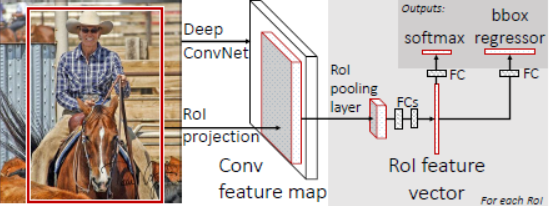 Deep
ConvNet
RoI
projection
Conv
feature map
RoI
pooling
layer
FCs
Outputs:
softmax
bbox
regressor
FC
FC
RoI feature
vector
For each RoI